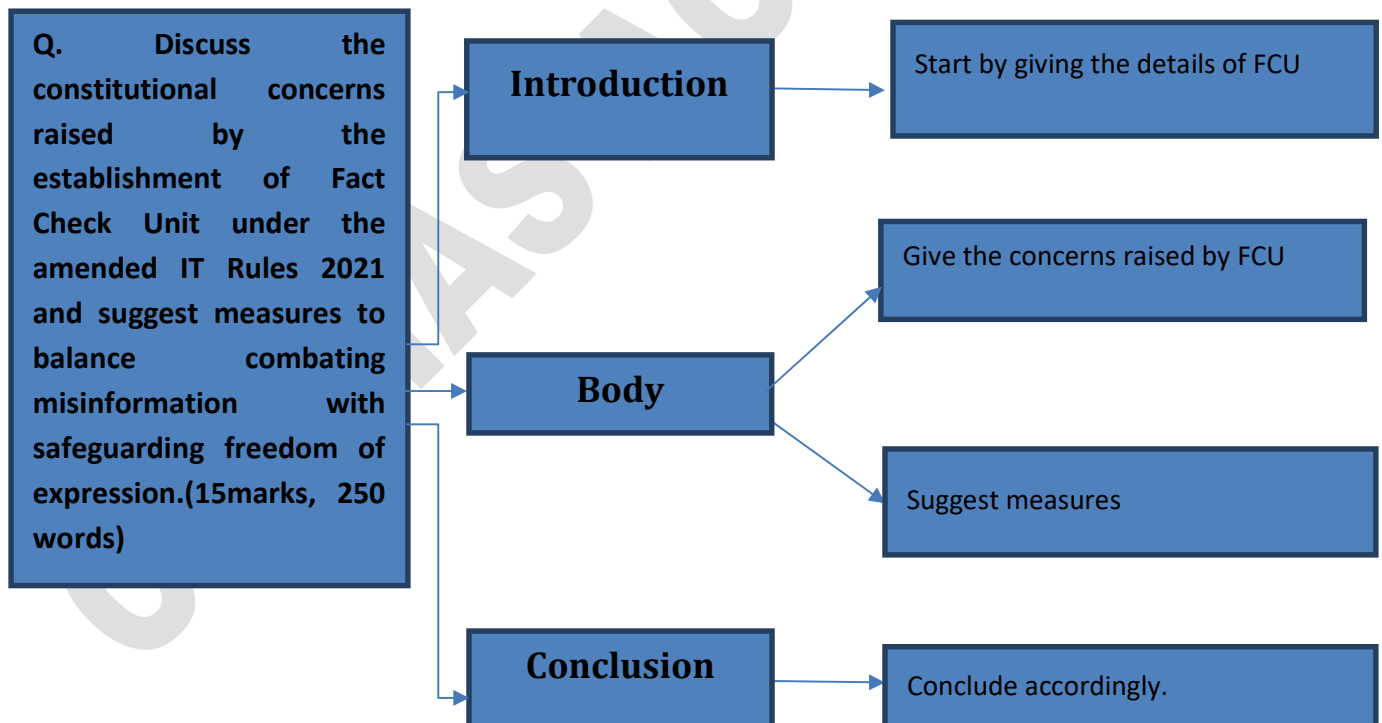 Q. Discuss the
constitutional concerns
raised by the
establishment of Fact
Check Unit under the
amended IT Rules 2021
and suggest measures to
balance combating
misinformation with
safeguarding freedom of
expression.(15marks, 250
words)
Introduction
Start by giving the details of FCU
Body
Give the concerns raised by FCU
Suggest measures
Conclusion
Conclude accordingly.